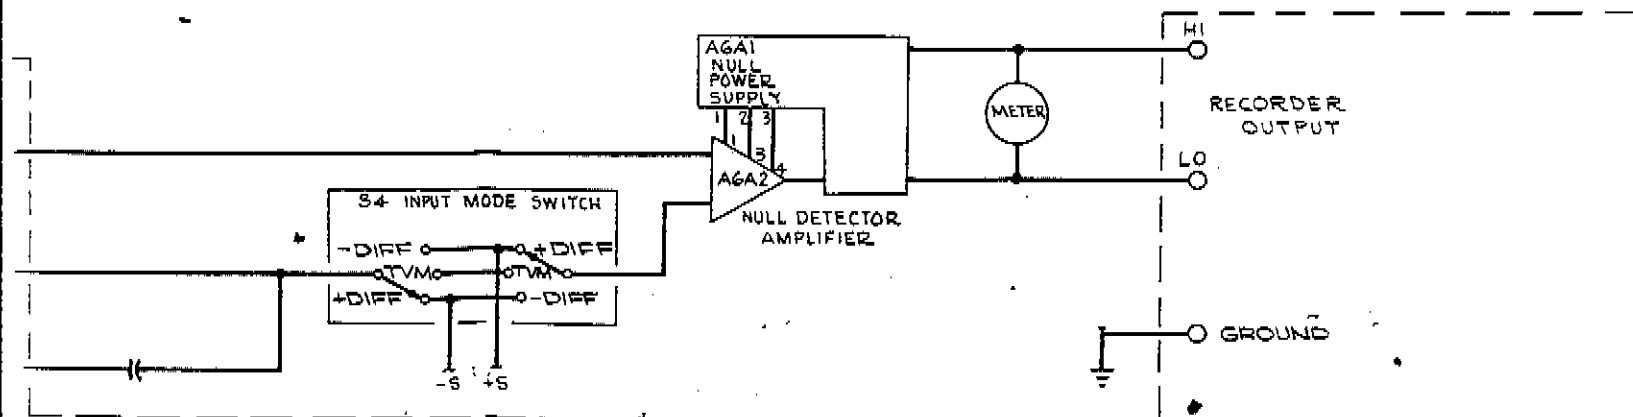 HI
A6A1
NULL
POWER
SUPPLY
1 2 3
1
3
4
METER
RECORDER
OUTPUT
LO
A6A2
S4 INPUT MODE SWITCH
NULL DETECTOR
AMPLIFIER
-DIFF +DIFF
TVM TVM
+DIFF -DIFF
GROUND
-S +S